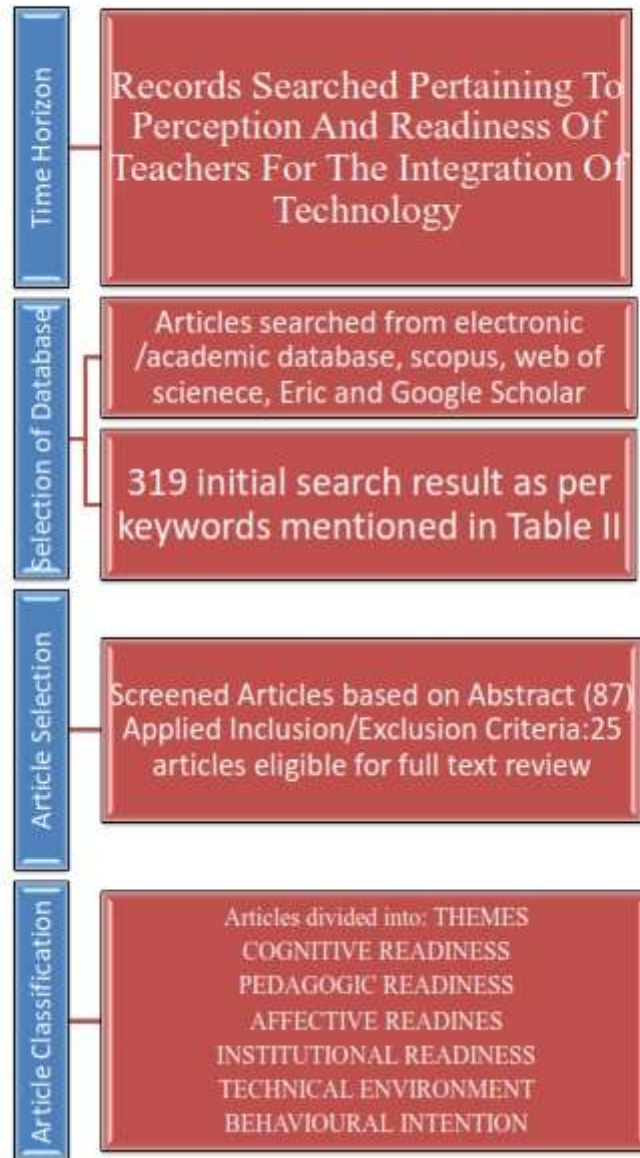 Time Horizon
Records Searched Pertaining To
Perception And Readiness Of
Teachers For The Integration Of
Technology
Selection of Database
Articles searched from electronic
/academic database, scopus, web of
scienece, Eric and Google Scholar
319 initial search result as per
keywords mentioned in Table II
Article Selection
Screened Articles based on Abstract (87)
Applied Inclusion/Exclusion Criteria:25
articles eligible for full text review
Article Classification
Articles divided into: THEMES
COGNITIVE READINESS
PEDAGOGIC READINESS
AFFECTIVE READINES
INSTITUTIONAL READINESS
TECHNICAL ENVIRONMENT
BEHAVIOURAL INTENTION